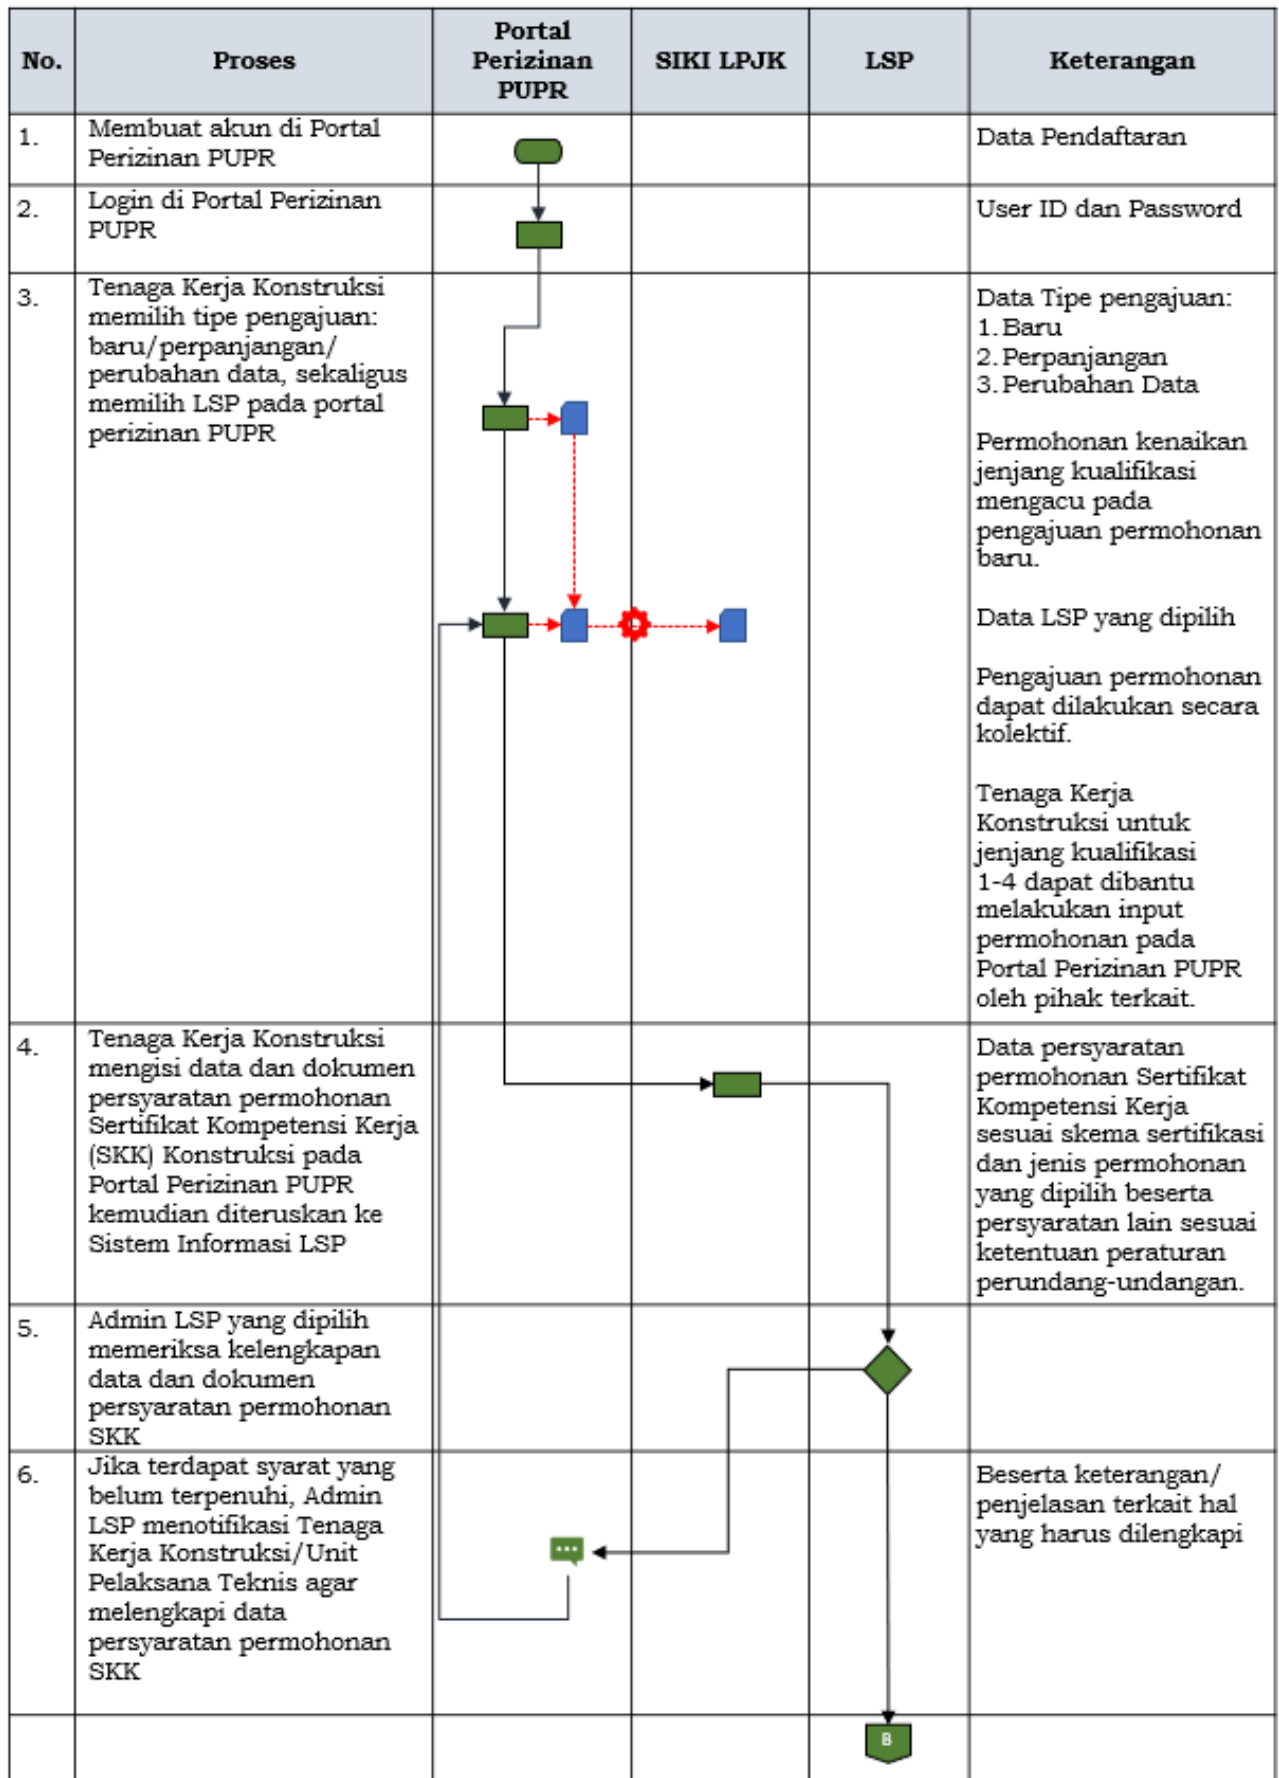 No.
Proses
Portal
Perizinan
PUPR
SIKI LPJK
LSP
Keterangan
1.
Membuat akun di Portal
Perizinan PUPR
Data Pendaftaran
2.
Login di Portal Perizinan
PUPR
User ID dan Password
3.
Tenaga Kerja Konstruksi
memilih tipe pengajuan:
baru/perpanjangan/
perubahan data, sekaligus
memilih LSP pada portal
perizinan PUPR
Data Tipe pengajuan:
1. Baru
2. Perpanjangan
3. Perubahan Data
Permohonan kenaikan
jenjang kualifikasi
mengacu pada
pengajuan permohonan
baru.
Data LSP yang dipilih
Pengajuan permohonan
dapat dilakukan secara
kolektif.
Tenaga Kerja
Konstruksi untuk
jenjang kualifikasi
1-4 dapat dibantu
melakukan input
permohonan pada
Portal Perizinan PUPR
oleh pihak terkait.
4.
Tenaga Kerja Konstruksi
mengisi data dan dokumen
persyaratan permohonan
Sertifikat Kompetensi Kerja
(SKK) Konstruksi pada
Portal Perizinan PUPR
kemudian diteruskan ke
Sistem Informasi LSP
Data persyaratan
permohonan Sertifikat
Kompetensi Kerja
sesuai skema sertifikasi
dan jenis permohonan
yang dipilih beserta
persyaratan lain sesuai
ketentuan peraturan
perundang-undangan.
5.
Admin LSP yang dipilih
memeriksa kelengkapan
data dan dokumen
persyaratan permohonan
SKK
6.
Jika terdapat syarat yang
belum terpenuhi, Admin
LSP menotifikasi Tenaga
Kerja Konstruksi/Unit
Pelaksana Teknis agar
melengkapi data
persyaratan permohonan
SKK
Beserta keterangan/
penjelasan terkait hal
yang harus dilengkapi
B